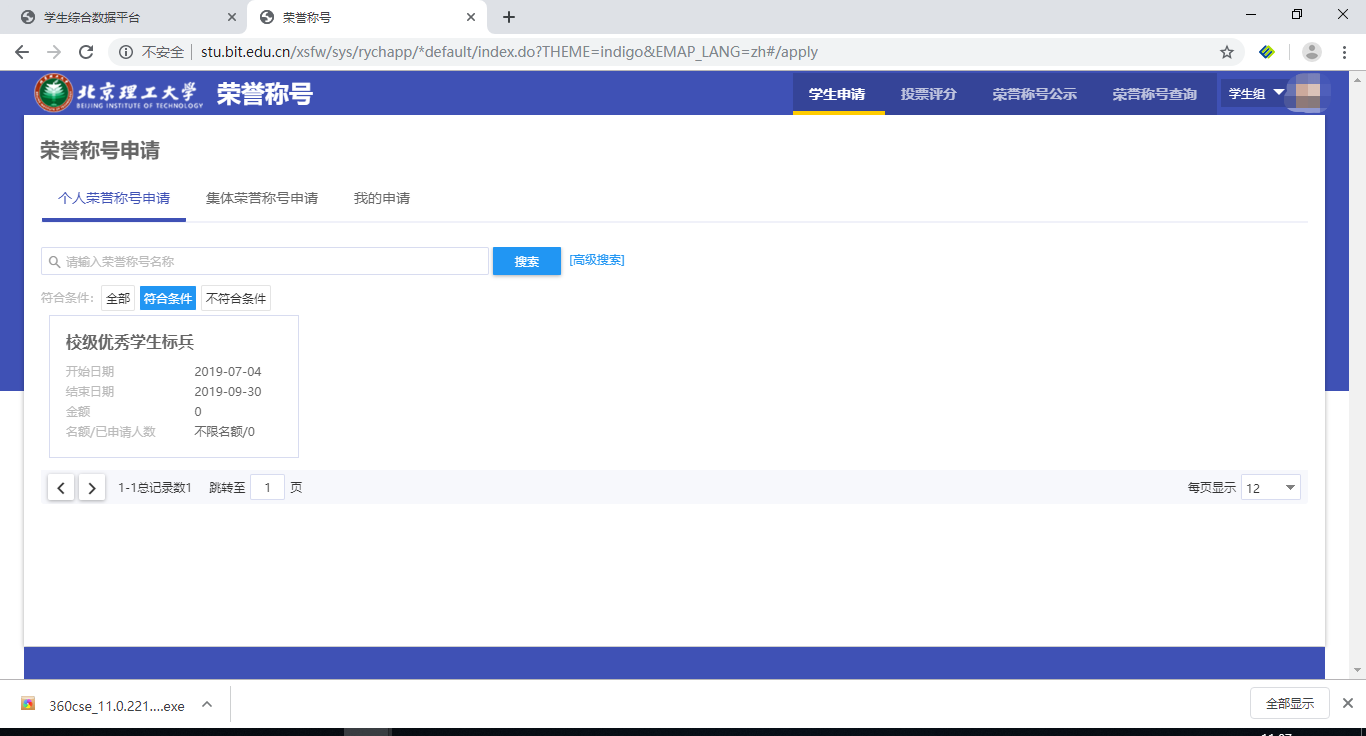 学生综合数据平台
荣誉称号
不安全
stu.bit.edu.cn/xsfw/sys/rychapp/*default/index.do?THEME=indigo&EMAP_LANG=zh#/apply
北京理工大学
BEIJING INSTITUTE OF TECHNOLOGY
荣誉称号
学生申请
投票评分
荣誉称号公示
荣誉称号查询
学生组
荣誉称号申请
个人荣誉称号申请
集体荣誉称号申请
我的申请
请输入荣誉称号名称
搜索
[高级搜索]
符合条件:
全部
符合条件
不符合条件
校级优秀学生标兵
开始日期 2019-07-04
结束日期 2019-09-30
金额 0
名额/已申请人数 不限名额/0
1-1总记录数1
跳转至 1 页
每页显示 12
360cse_11.0.221....exe
全部显示